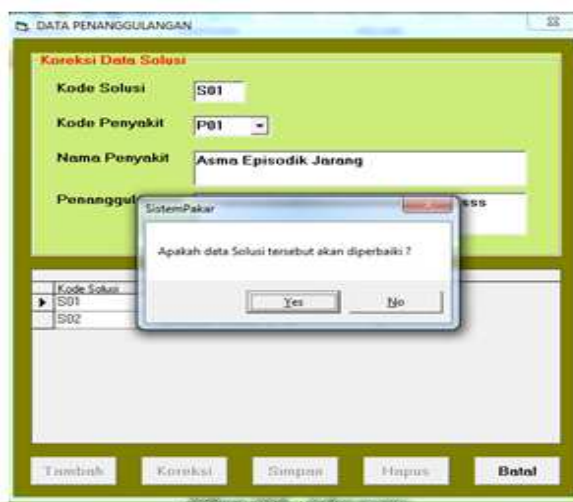 DATA PENANGGULANGAN
Koreksi Data Solusi
Kode Solusi S01
Kode Penyakit P01
Nama Penyakit Asma Episodik Jarang
Penanggul sss
SistemPakar
Apakah data Solusi tersebut akan diperbaiki ?
Yes No
Kode Solusi
S01
S02
Tambah Koreksi Simpan Hapus Batal